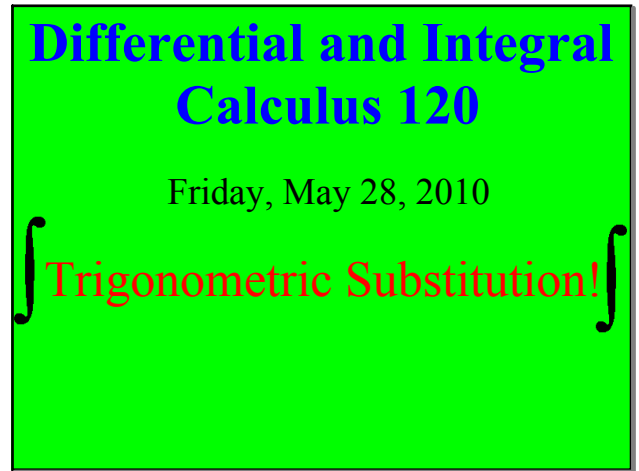 Differential and Integral
Calculus 120
Friday, May 28, 2010
∫Trigonometric Substitution!∫